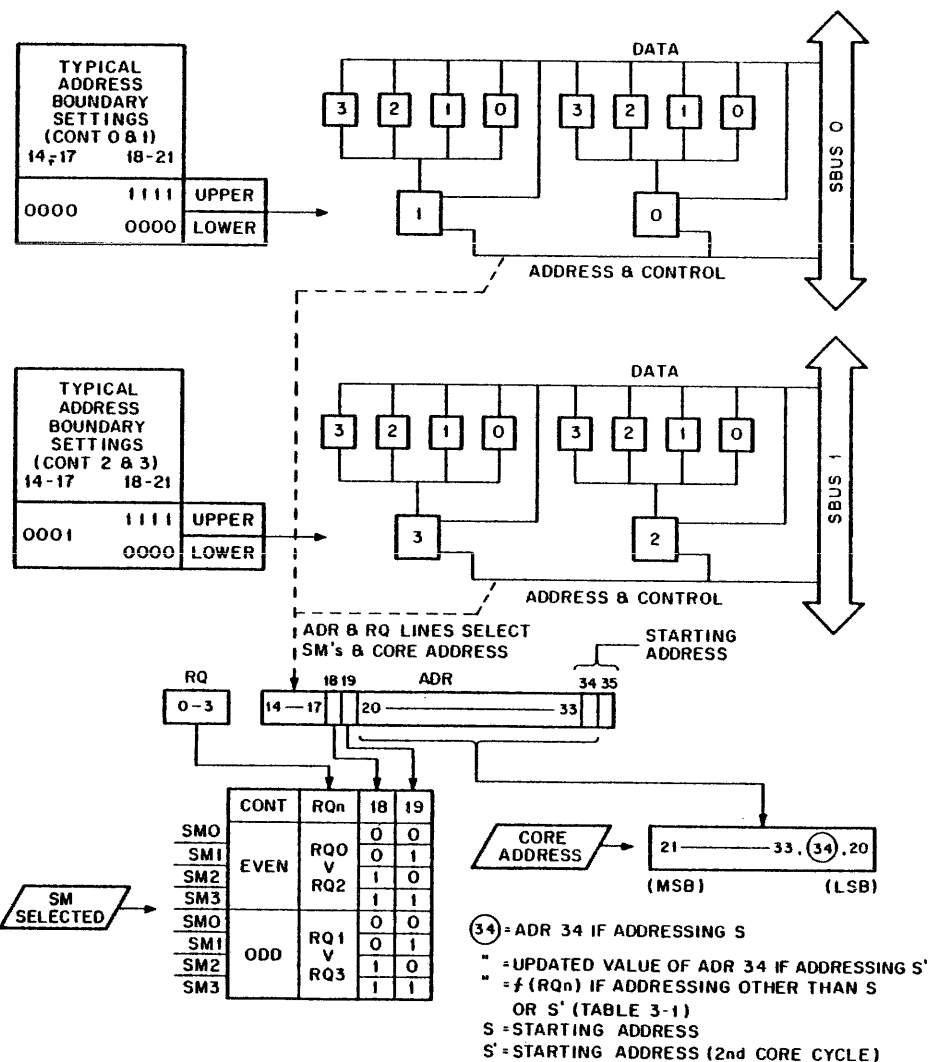 TYPICAL
ADDRESS
BOUNDARY
SETTINGS
(CONT 0 & 1)
14-17 18-21
0000
1111 UPPER
0000 LOWER
DATA
3 2 1 0 3 2 1 0
1 0
ADDRESS & CONTROL
SBUS 0
TYPICAL
ADDRESS
BOUNDARY
SETTINGS
(CONT 2 & 3)
14-17 18-21
0001
1111 UPPER
0000 LOWER
DATA
3 2 1 0 3 2 1 0
3 2
ADDRESS & CONTROL
SBUS 1
ADR & RQ LINES SELECT
SM's & CORE ADDRESS
STARTING
ADDRESS
RQ
0-3
18 19 ADR 34 35
14 — 17 20 — 33
CONT RQn 18 19
SM0 0 0
SM1 0 1
SM2 1 0
SM3 1 1
EVEN
RQ0
V
RQ2
SM0 0 0
SM1 0 1
SM2 1 0
SM3 1 1
ODD
RQ1
V
RQ3
SM
SELECTED
CORE
ADDRESS
21 — 33, 34, 20
(MSB) (LSB)
34 = ADR 34 IF ADDRESSING S
" = UPDATED VALUE OF ADR 34 IF ADDRESSING S'
" = f (RQn) IF ADDRESSING OTHER THAN S
OR S' (TABLE 3-1)
S = STARTING ADDRESS
S' = STARTING ADDRESS (2nd CORE CYCLE)